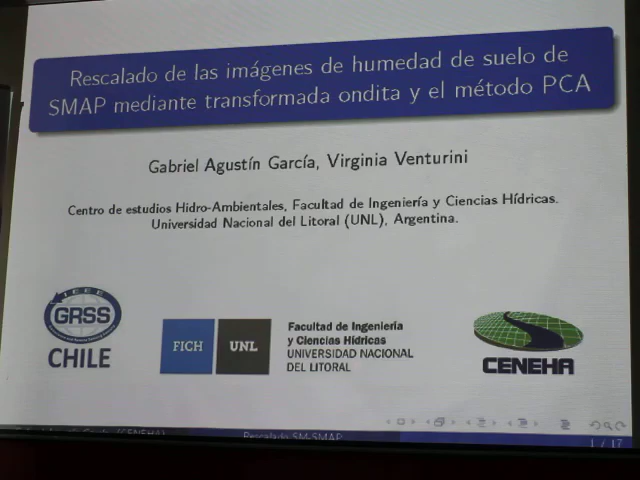 Rescalado de las imágenes de humedad de suelo de
SMAP mediante transformada ondita y el método PCA
Gabriel Agustín García, Virginia Venturini
Centro de estudios Hidro-Ambientales, Facultad de Ingeniería y Ciencias Hídricas.
Universidad Nacional del Litoral (UNL), Argentina.
IEEE
GRSS
CHILE
FICH
UNL
Facultad de Ingeniería
y Ciencias Hídricas
UNIVERSIDAD NACIONAL
DEL LITORAL
CENEHA
(CENEHA)
Rescalado SM-SMAP
1 / 17